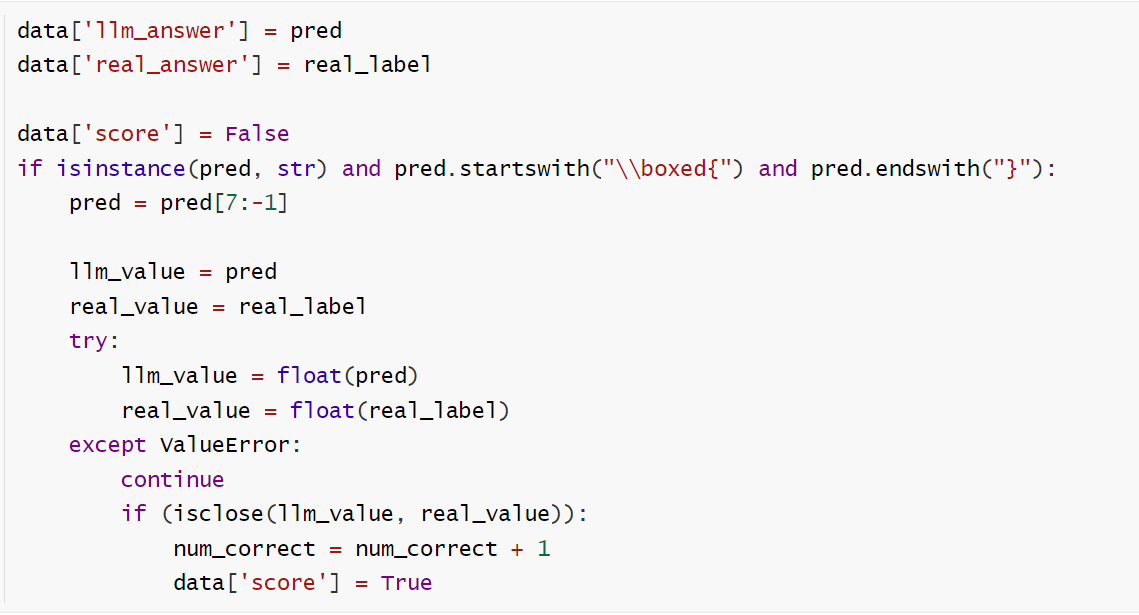 data['llm_answer'] = pred
data['real_answer'] = real_label

data['score'] = False
if isinstance(pred, str) and pred.startswith("\\boxed{") and pred.endswith("}"):
    pred = pred[7:-1]

    llm_value = pred
    real_value = real_label
    try:
        llm_value = float(pred)
        real_value = float(real_label)
    except ValueError:
        continue
        if (isclose(llm_value, real_value)):
            num_correct = num_correct + 1
            data['score'] = True